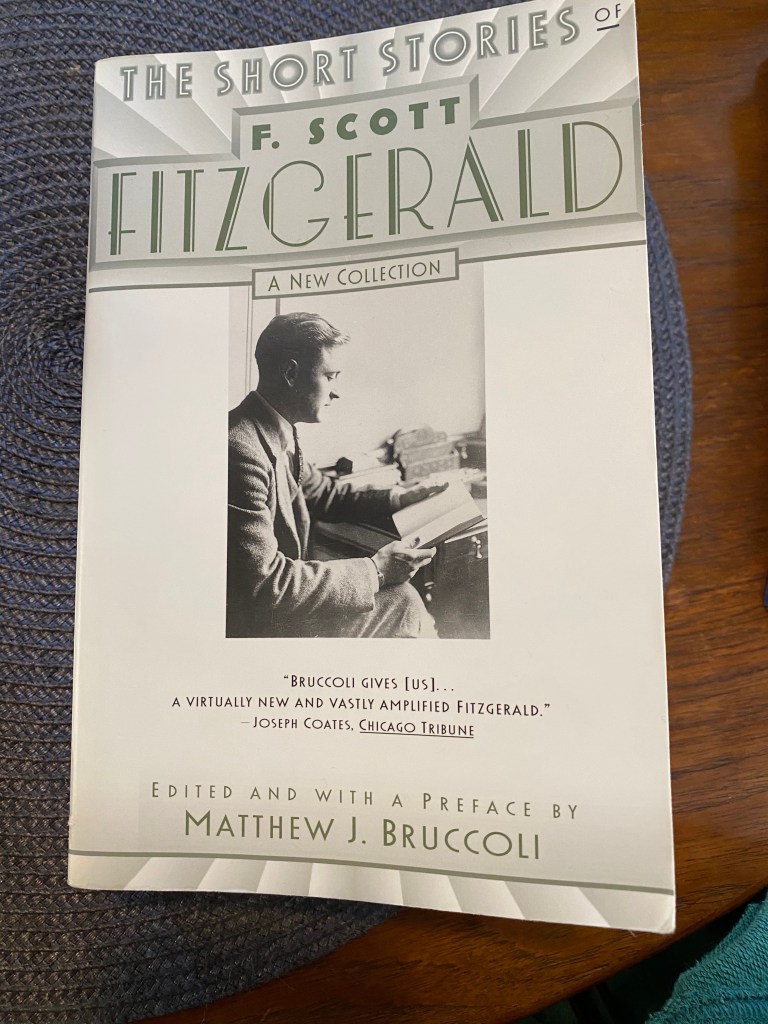 THE SHORT STORIES OF
F. SCOTT
FITZGERALD
A NEW COLLECTION
“BRUCCOLI GIVES [US]...
A VIRTUALLY NEW AND VASTLY AMPLIFIED FITZGERALD.”
—JOSEPH COATES, CHICAGO TRIBUNE
EDITED AND WITH A PREFACE BY
MATTHEW J. BRUCCOLI